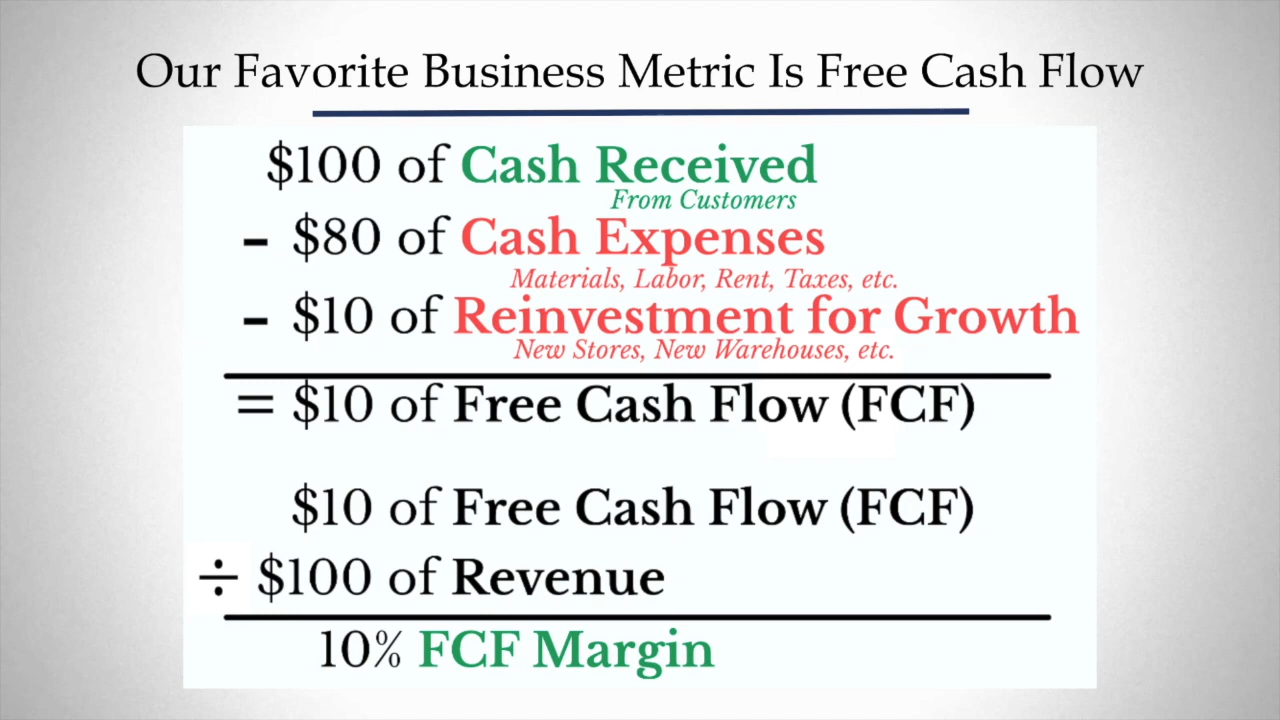 Our Favorite Business Metric Is Free Cash Flow
$100 of Cash Received
From Customers
- $80 of Cash Expenses
Materials, Labor, Rent, Taxes, etc.
- $10 of Reinvestment for Growth
New Stores, New Warehouses, etc.
= $10 of Free Cash Flow (FCF)
$10 of Free Cash Flow (FCF)
÷ $100 of Revenue
10% FCF Margin